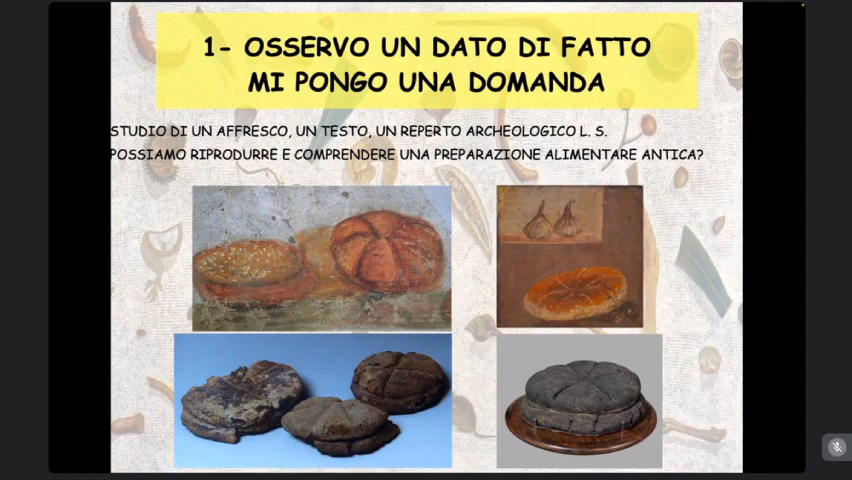 1- OSSERVO UN DATO DI FATTO
MI PONGO UNA DOMANDA
STUDIO DI UN AFFRESCO, UN TESTO, UN REPERTO ARCHEOLOGICO L. S.
POSSIAMO RIPRODURRE E COMPRENDERE UNA PREPARAZIONE ALIMENTARE ANTICA?